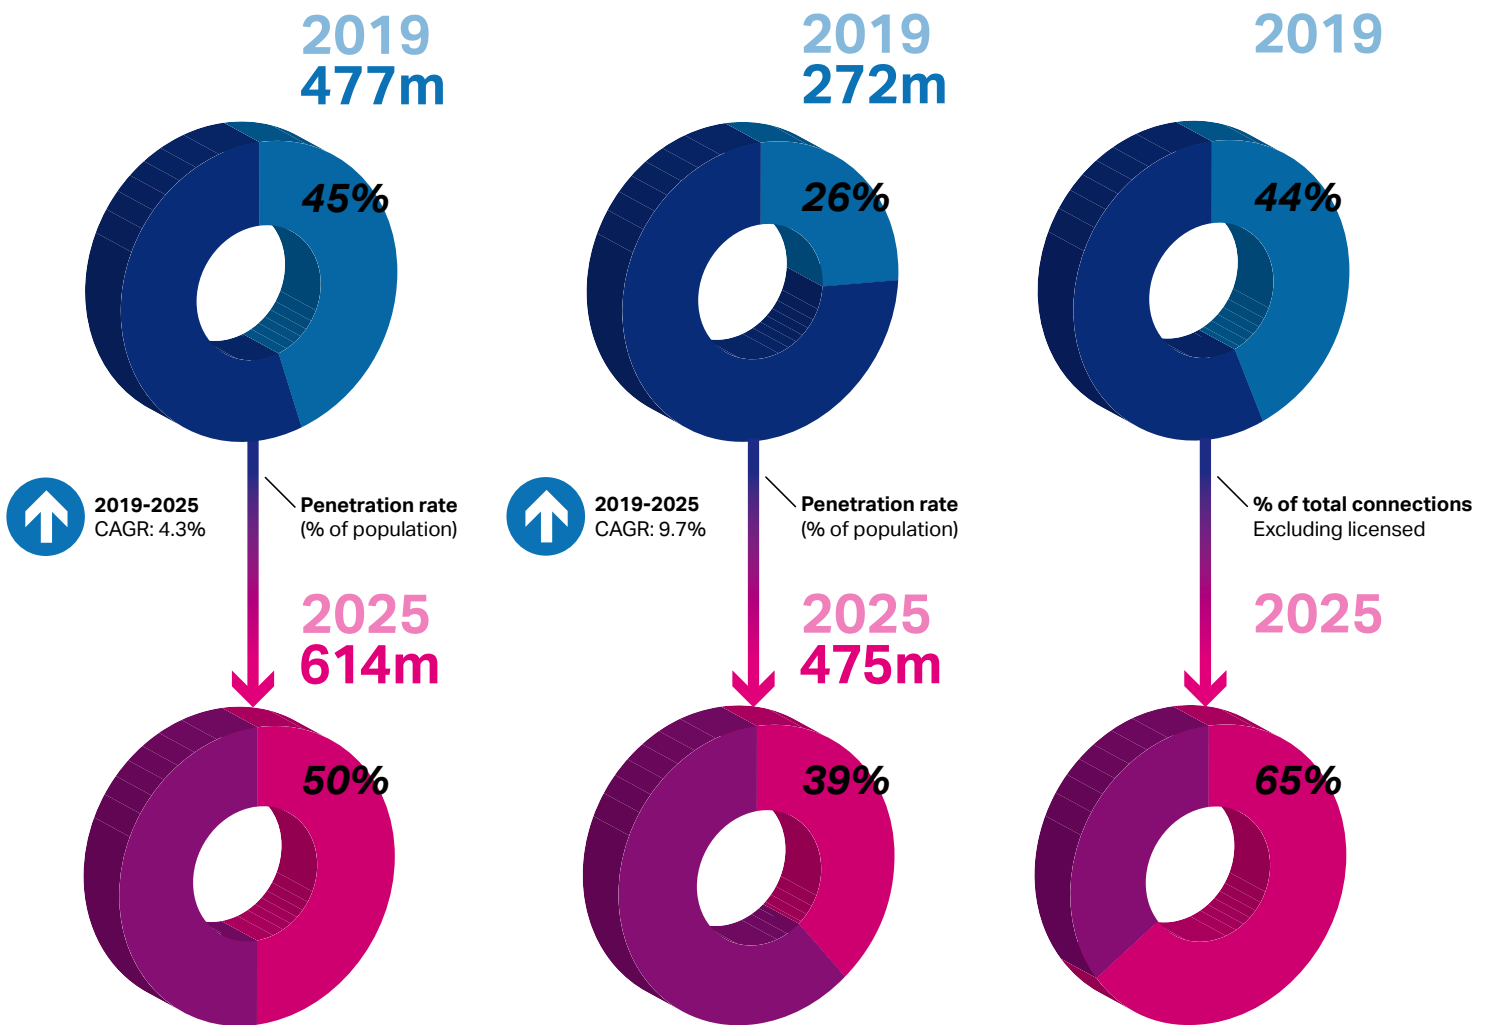 2019
477m
45%
2019-2025
CAGR: 4.3%
Penetration rate
(% of population)
2025
614m
50%
2019
272m
26%
2019-2025
CAGR: 9.7%
Penetration rate
(% of population)
2025
475m
39%
2019
44%
% of total connections
Excluding licensed
2025
65%